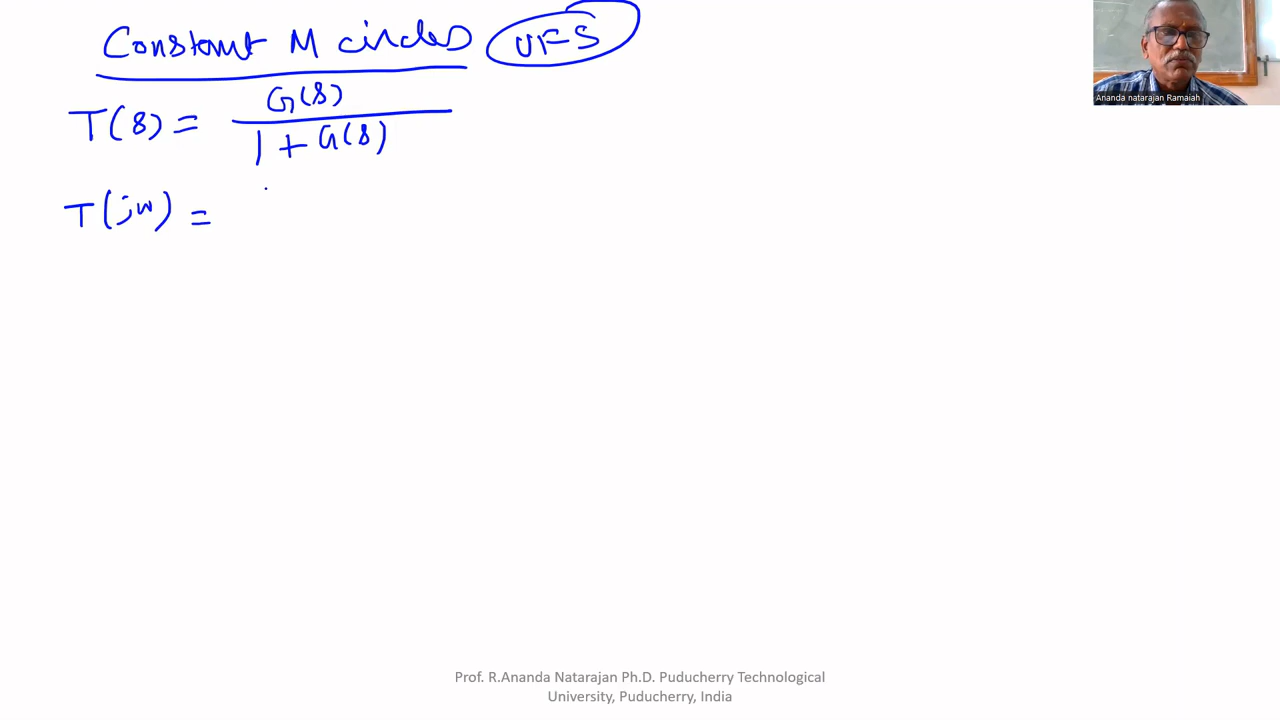 Constant M circles UFS
T(s) = G(s) / 1 + G(s)
T(jw) =
Ananda natarajan Ramaiah
Prof. R.Ananda Natarajan Ph.D. Puducherry Technological
University, Puducherry, India